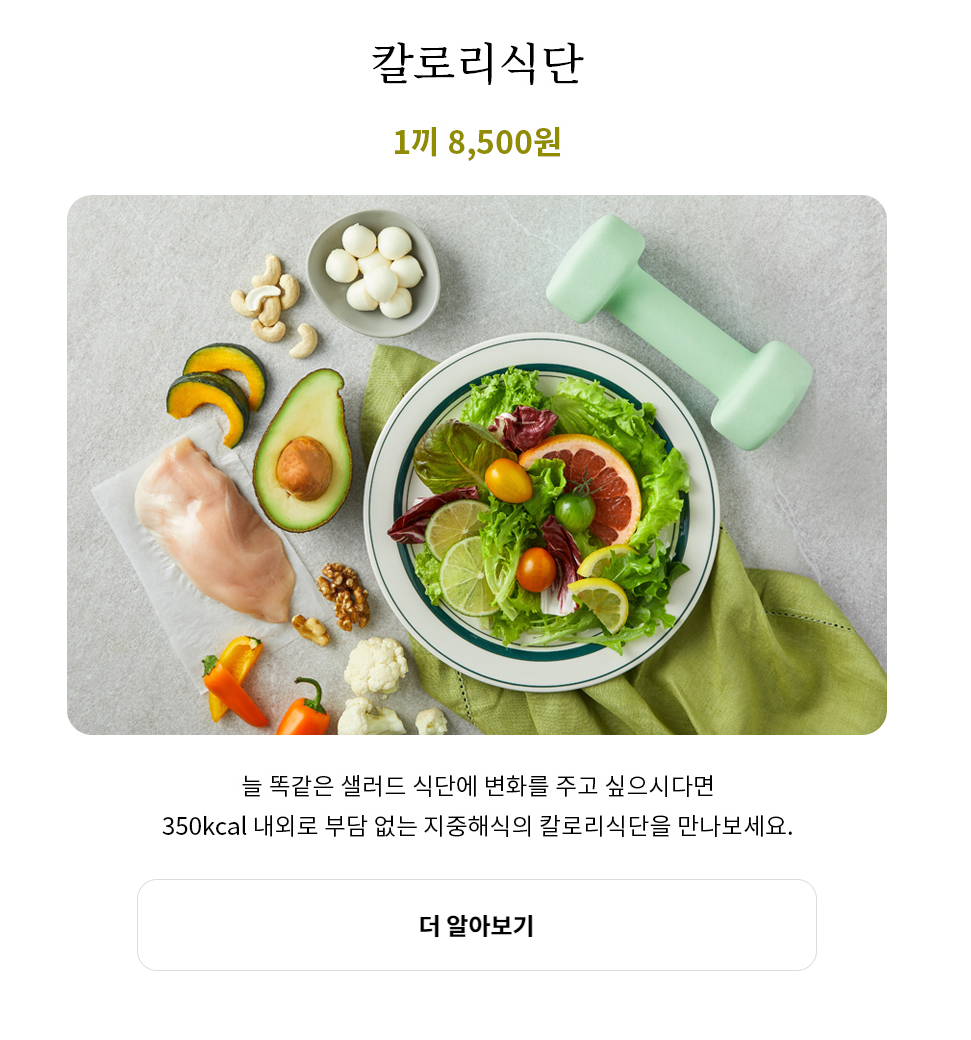 칼로리식단
1끼 8,500원
늘 똑같은 샐러드 식단에 변화를 주고 싶으시다면
350kcal 내외로 부담 없는 지중해식의 칼로리식단을 만나보세요.
더 알아보기